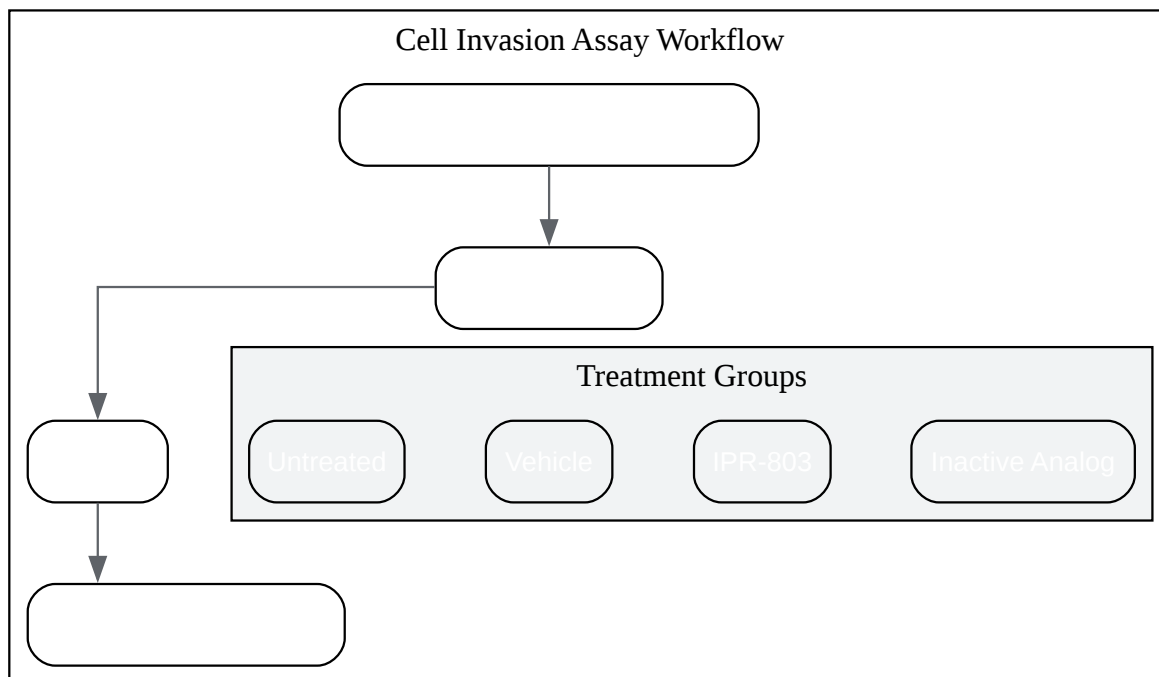 Cell Invasion Assay Workflow
Treatment Groups
Untreated
Vehicle
IPR-803
Inactive Analog